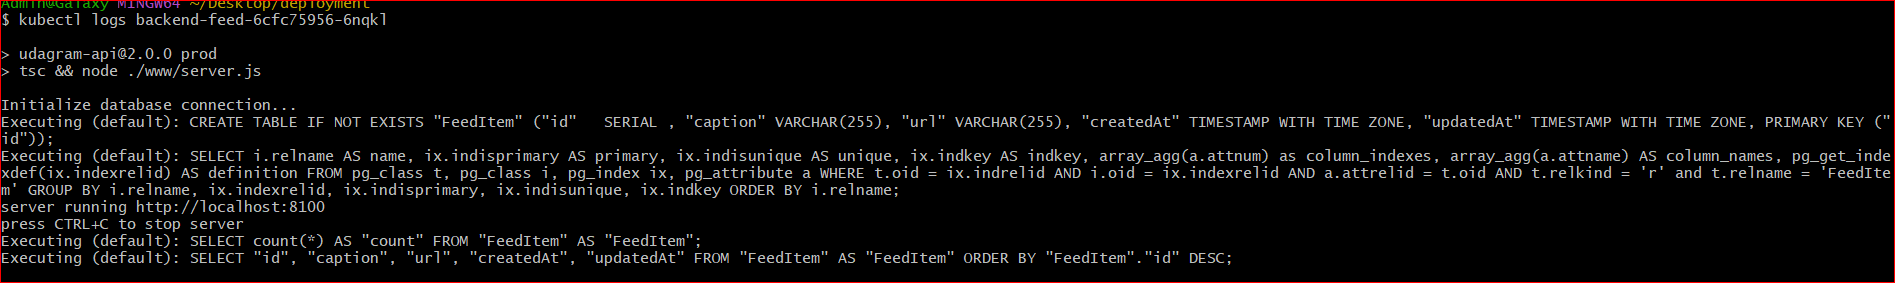 Admin@Galaxy MINGW64 ~/Desktop/deployment
$ kubectl logs backend-feed-6cfc75956-6nqkl
> udagram-api@2.0.0 prod
> tsc && node ./www/server.js
Initialize database connection...
Executing (default): CREATE TABLE IF NOT EXISTS "FeedItem" ("id"   SERIAL , "caption" VARCHAR(255), "url" VARCHAR(255), "createdAt" TIMESTAMP WITH TIME ZONE, "updatedAt" TIMESTAMP WITH TIME ZONE, PRIMARY KEY ("
id"));
Executing (default): SELECT i.relname AS name, ix.indisprimary AS primary, ix.indisunique AS unique, ix.indkey AS indkey, array_agg(a.attnum) as column_indexes, array_agg(a.attname) AS column_names, pg_get_inde
xdef(ix.indexrelid) AS definition FROM pg_class t, pg_class i, pg_index ix, pg_attribute a WHERE t.oid = ix.indrelid AND i.oid = ix.indexrelid AND a.attrelid = t.oid AND t.relkind = 'r' and t.relname = 'FeedIte
m' GROUP BY i.relname, ix.indexrelid, ix.indisprimary, ix.indisunique, ix.indkey ORDER BY i.relname;
server running http://localhost:8100
press CTRL+C to stop server
Executing (default): SELECT count(*) AS "count" FROM "FeedItem" AS "FeedItem";
Executing (default): SELECT "id", "caption", "url", "createdAt", "updatedAt" FROM "FeedItem" AS "FeedItem" ORDER BY "FeedItem"."id" DESC;